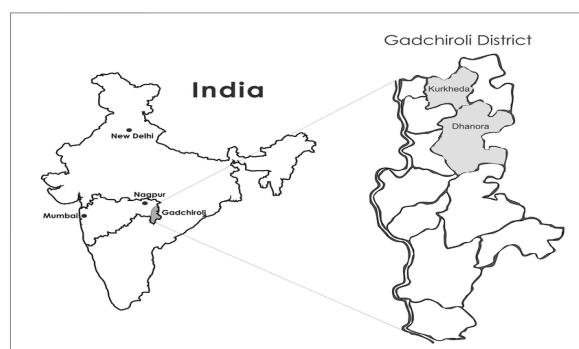 Gadchiroli District
India
Kurkheda
Dhanora
New Delhi
Nagpur
Mumbai
Gadchiroli